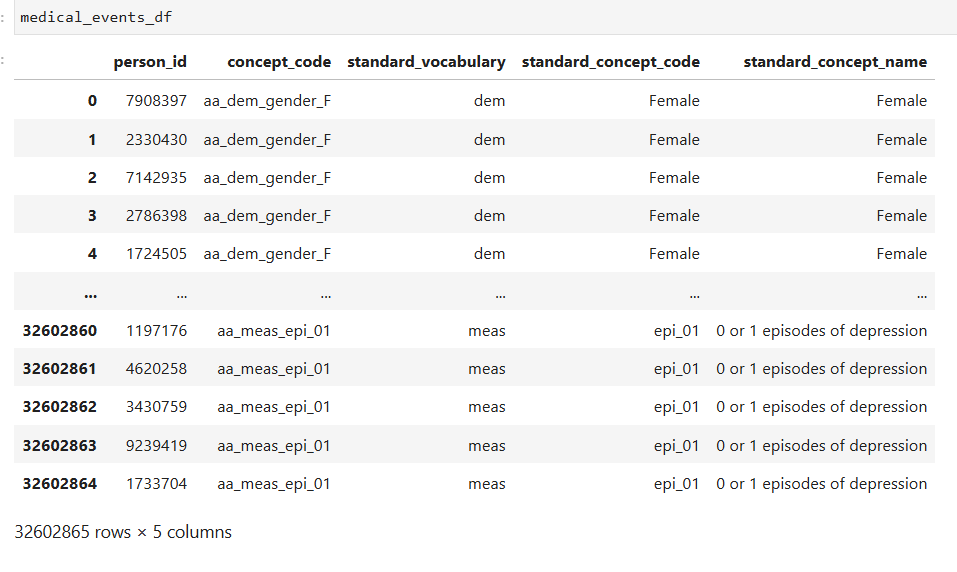 medical_events_df
person_id concept_code standard_vocabulary standard_concept_code standard_concept_name
0 7908397 aa_dem_gender_F dem Female Female
1 2330430 aa_dem_gender_F dem Female Female
2 7142935 aa_dem_gender_F dem Female Female
3 2786398 aa_dem_gender_F dem Female Female
4 1724505 aa_dem_gender_F dem Female Female
... ... ... ... ... ...
32602860 1197176 aa_meas_epi_01 meas epi_01 0 or 1 episodes of depression
32602861 4620258 aa_meas_epi_01 meas epi_01 0 or 1 episodes of depression
32602862 3430759 aa_meas_epi_01 meas epi_01 0 or 1 episodes of depression
32602863 9239419 aa_meas_epi_01 meas epi_01 0 or 1 episodes of depression
32602864 1733704 aa_meas_epi_01 meas epi_01 0 or 1 episodes of depression
32602865 rows × 5 columns